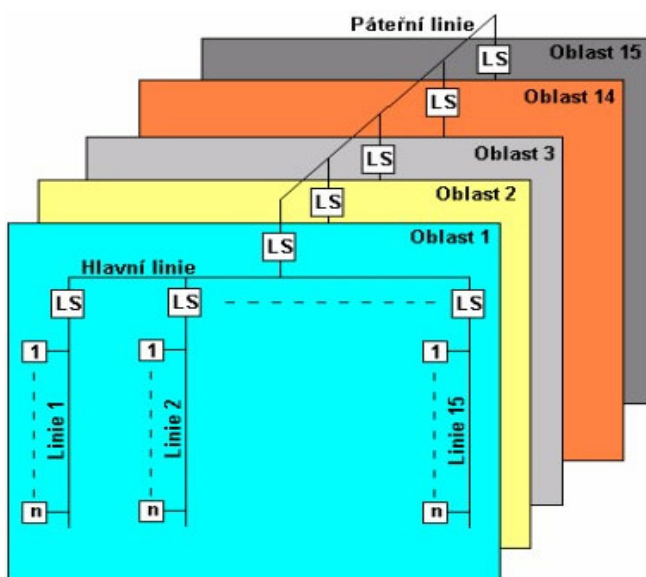 Páteřní linie
LS
Oblast 15
LS
Oblast 14
LS
Oblast 3
LS
Oblast 2
LS
Oblast 1
Hlavní linie
LS
LS
LS
1
1
1
Linie 1
Linie 2
Linie 15
n
n
n